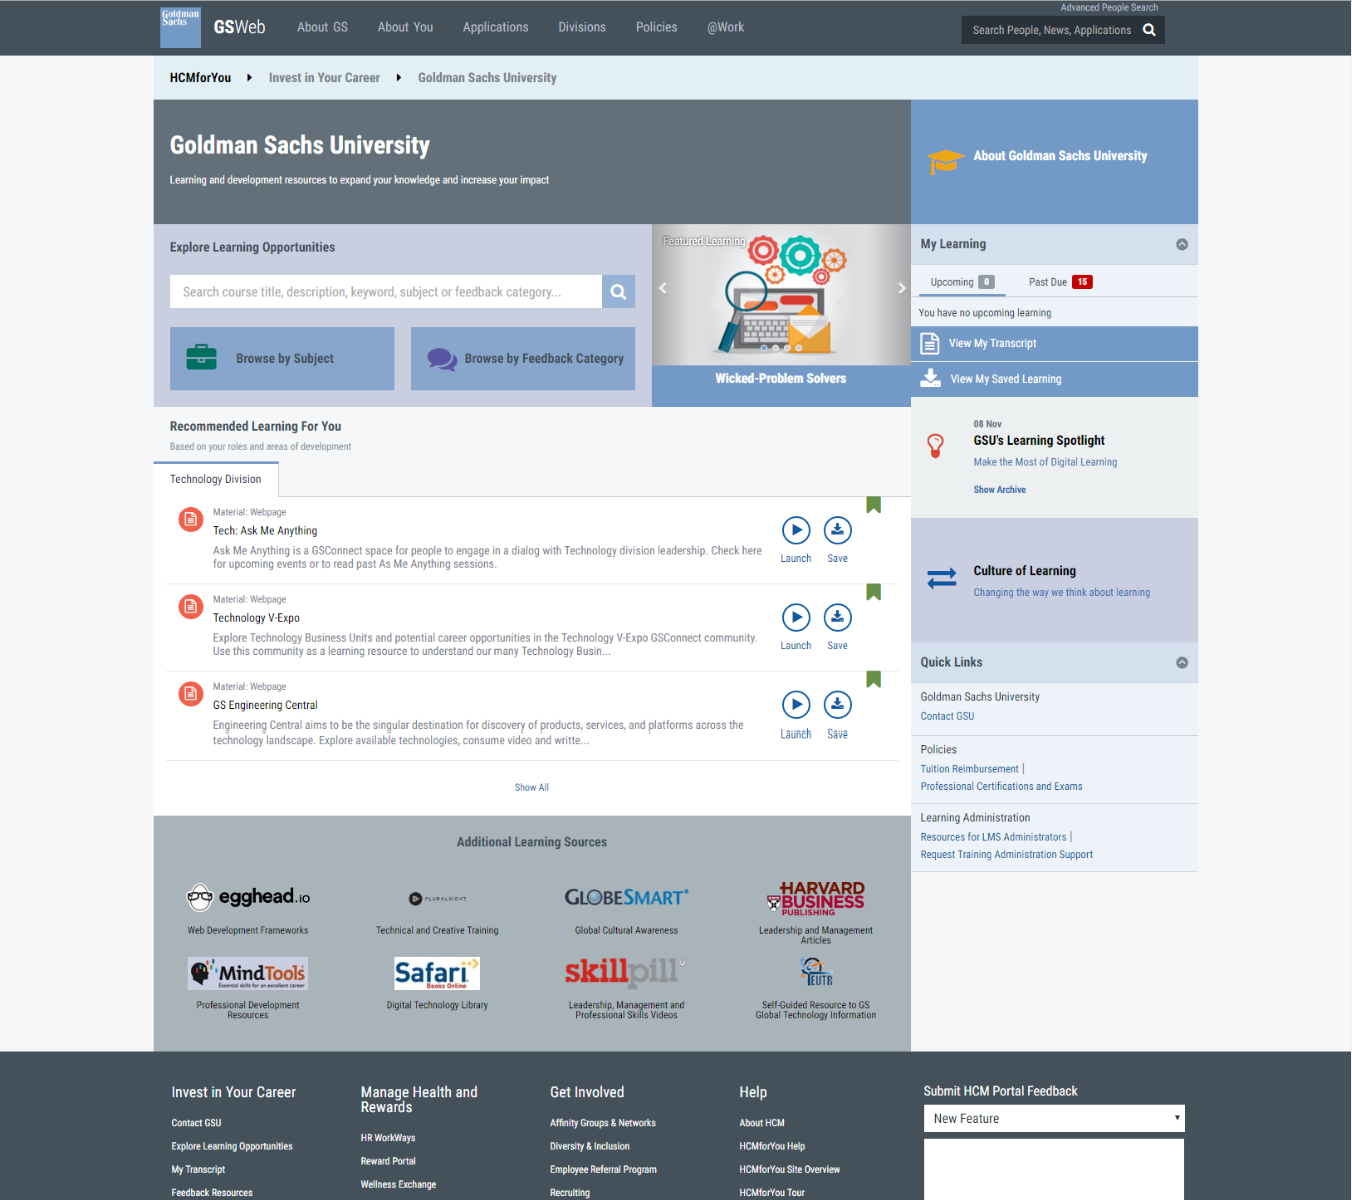 Goldman
Sachs
GSWeb
About GS
About You
Applications
Divisions
Policies
@Work
Advanced People Search
Search People, News, Applications
HCMforYou
Invest in Your Career
Goldman Sachs University
Goldman Sachs University
Learning and development resources to expand your knowledge and increase your impact
About Goldman Sachs University
Explore Learning Opportunities
Search course title, description, keyword, subject or feedback category...
Browse by Subject
Browse by Feedback Category
Featured Learning
Wicked-Problem Solvers
My Learning
Upcoming 0
Past Due 15
You have no upcoming learning
View My Transcript
View My Saved Learning
08 Nov
GSU's Learning Spotlight
Make the Most of Digital Learning
Show Archive
Culture of Learning
Changing the way we think about learning
Quick Links
Goldman Sachs University
Contact GSU
Policies
Tuition Reimbursement |
Professional Certifications and Exams
Learning Administration
Resources for LMS Administrators |
Request Training Administration Support
Recommended Learning For You
Based on your roles and areas of development
Technology Division
Material: Webpage
Tech: Ask Me Anything
Ask Me Anything is a GSConnect space for people to engage in a dialog with Technology division leadership. Check here
for upcoming events or to read past As Me Anything sessions.
Launch
Save
Material: Webpage
Technology V-Expo
Explore Technology Business Units and potential career opportunities in the Technology V-Expo GSConnect community.
Use this community as a learning resource to understand our many Technology Busin...
Launch
Save
Material: Webpage
GS Engineering Central
Engineering Central aims to be the singular destination for discovery of products, services, and platforms across the
technology landscape. Explore available technologies, consume video and writte...
Launch
Save
Show All
Additional Learning Sources
egghead.io
Web Development Frameworks
PLURALSIGHT
Technical and Creative Training
GLOBESMART®
Global Cultural Awareness
HARVARD
BUSINESS
PUBLISHING
Leadership and Management
Articles
MindTools
Essential skills for an excellent career
Professional Development
Resources
Safari
Books Online
Digital Technology Library
skillpill®
Leadership, Management and
Professional Skills Videos
TEUTR
Self-Guided Resource to GS
Global Technology Information
Invest in Your Career
Contact GSU
Explore Learning Opportunities
My Transcript
Feedback Resources
Manage Health and
Rewards
HR WorkWays
Reward Portal
Wellness Exchange
Get Involved
Affinity Groups & Networks
Diversity & Inclusion
Employee Referral Program
Recruiting
Help
About HCM
HCMforYou Help
HCMforYou Site Overview
HCMforYou Tour
Submit HCM Portal Feedback
New Feature